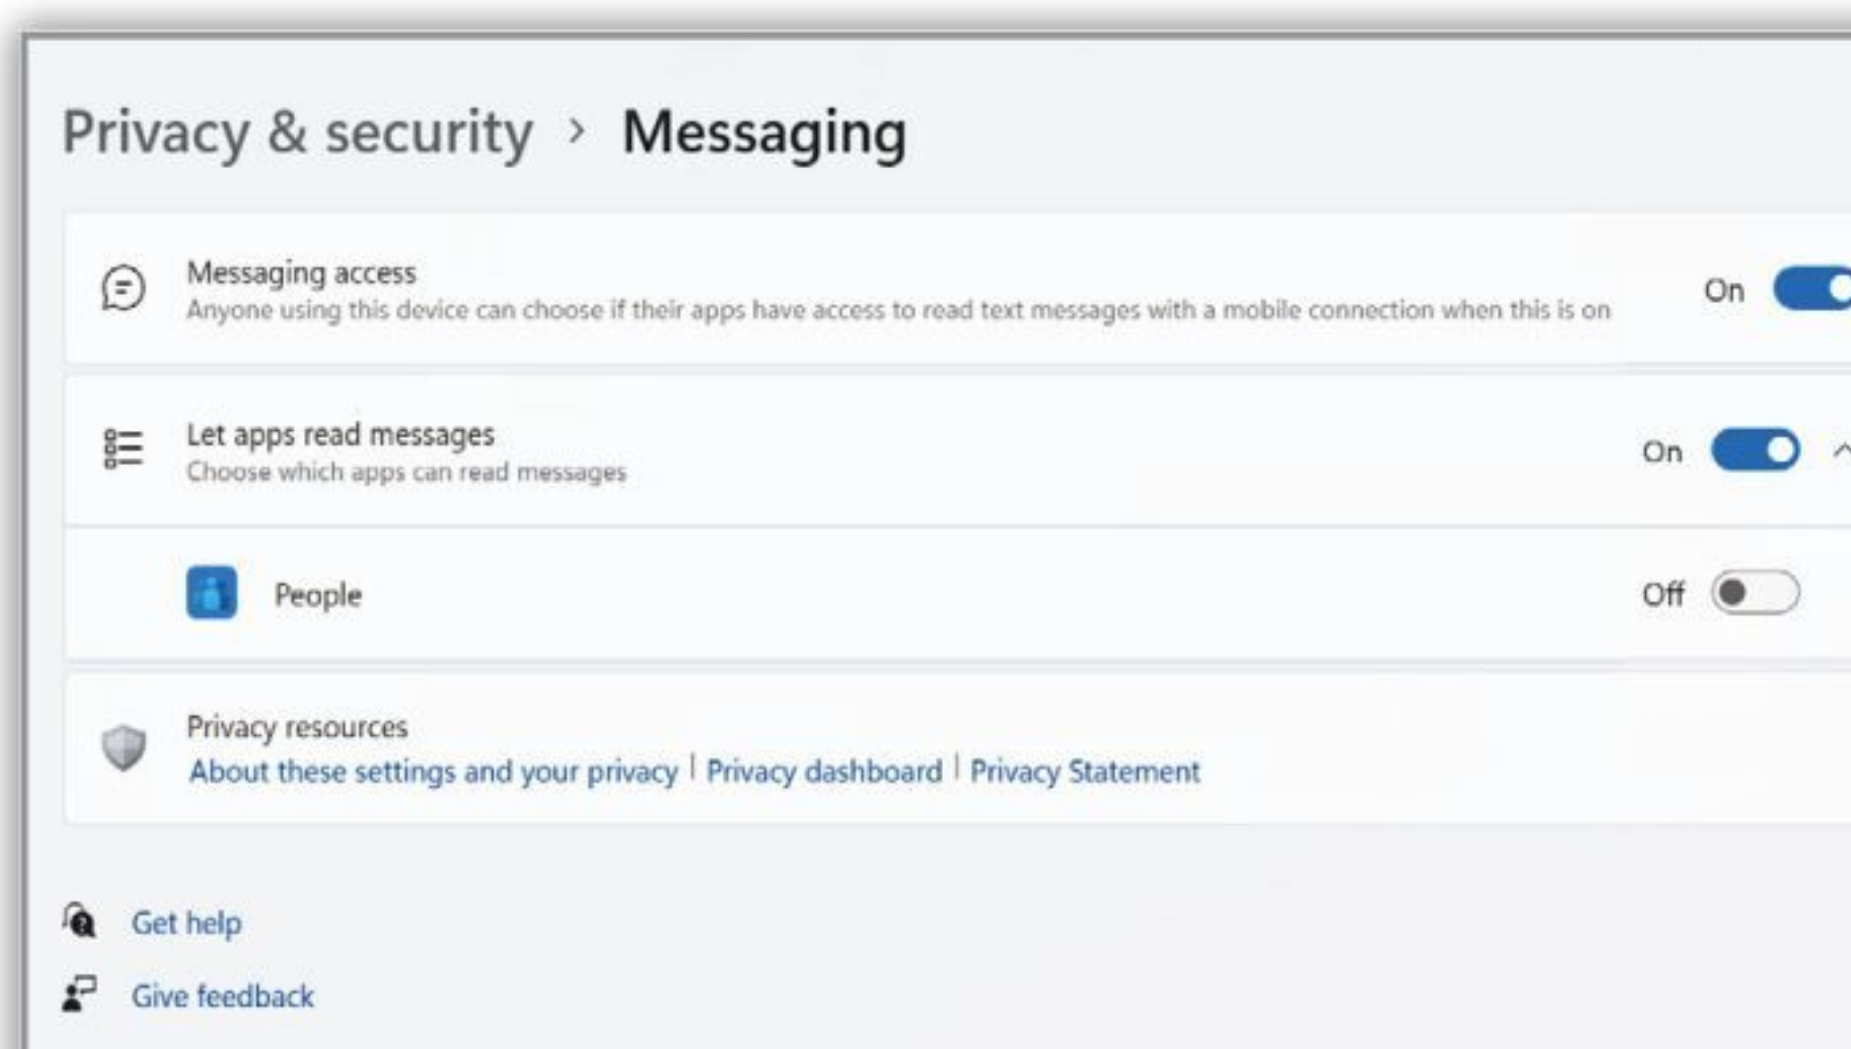 Privacy & security > Messaging
Messaging access
Anyone using this device can choose if their apps have access to read text messages with a mobile connection when this is on
On
Let apps read messages
Choose which apps can read messages
On
People
Off
Privacy resources
About these settings and your privacy | Privacy dashboard | Privacy Statement
Get help
Give feedback